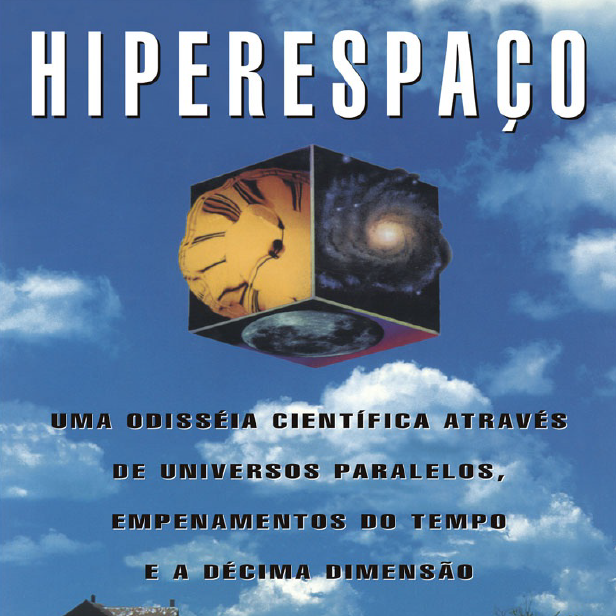 HIPERESPAÇO
UMA ODISSÉIA CIENTÍFICA ATRAVÉS
DE UNIVERSOS PARALELOS,
EMPENAMENTOS DO TEMPO
E A DÉCIMA DIMENSÃO